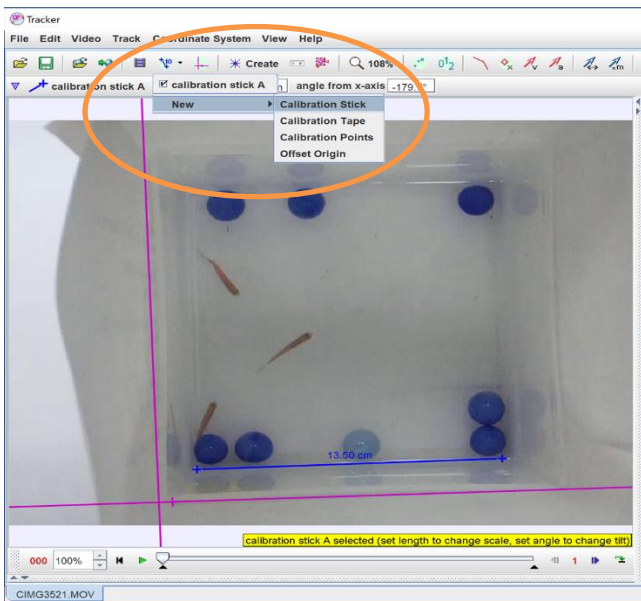 Tracker
File Edit Video Track Coordinate System View Help
Create 108%
calibration stick A angle from x-axis -179.
calibration stick A
New Calibration Stick
Calibration Tape
Calibration Points
Offset Origin
13.50 cm
calibration stick A selected (set length to change scale, set angle to change tilt)
000 100% 1
CIMG3521.MOV